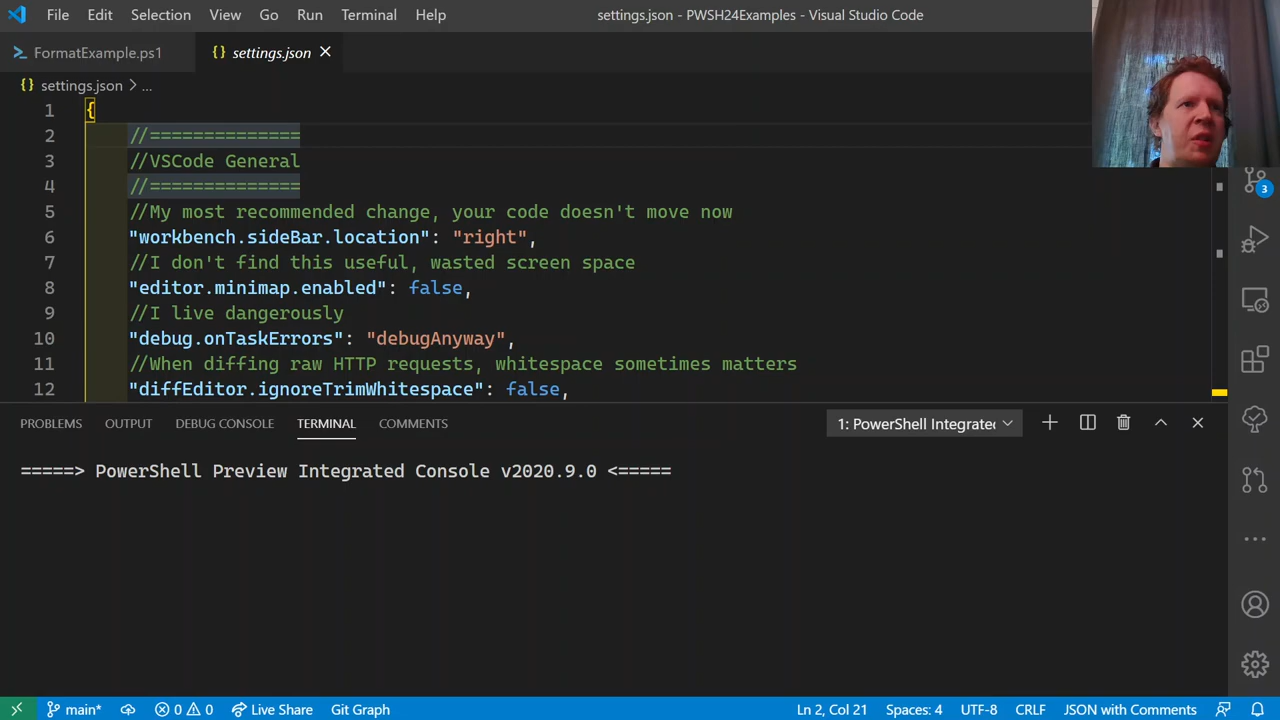 File Edit Selection View Go Run Terminal Help settings.json - PWSH24Examples - Visual Studio Code
FormatExample.ps1 {} settings.json
{} settings.json > ...
1 {
2 //==============
3 //VSCode General
4 //==============
5 //My most recommended change, your code doesn't move now
6 "workbench.sideBar.location": "right",
7 //I don't find this useful, wasted screen space
8 "editor.minimap.enabled": false,
9 //I live dangerously
10 "debug.onTaskErrors": "debugAnyway",
11 //When diffing raw HTTP requests, whitespace sometimes matters
12 "diffEditor.ignoreTrimWhitespace": false,
3
PROBLEMS OUTPUT DEBUG CONSOLE TERMINAL COMMENTS 1: PowerShell Integrate
=====> PowerShell Preview Integrated Console v2020.9.0 <=====
main* 0 0 Live Share Git Graph Ln 2, Col 21 Spaces: 4 UTF-8 CRLF JSON with Comments